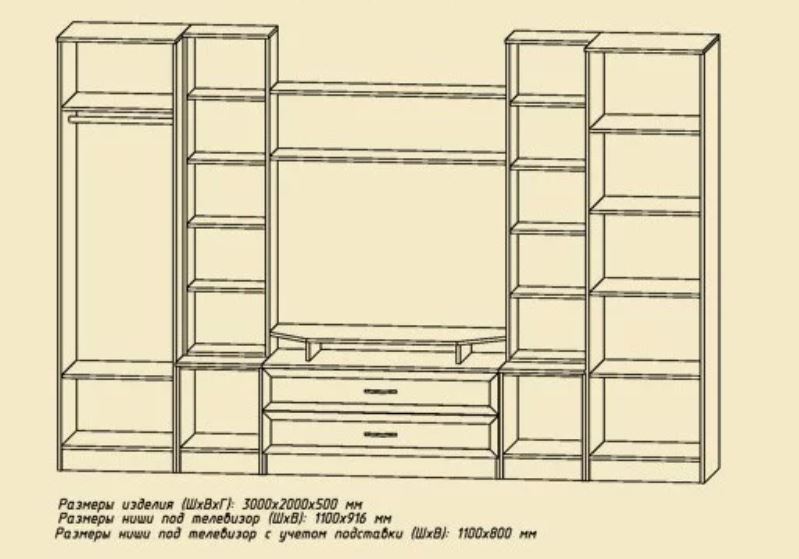 Размеры изделия (ШхВхГ): 3000х2000х500 мм
Размеры ниши под телевизор (ШхВ): 1100х916 мм
Размеры ниши под телевизор с учетом подставки (ШхВ): 1100х800 мм